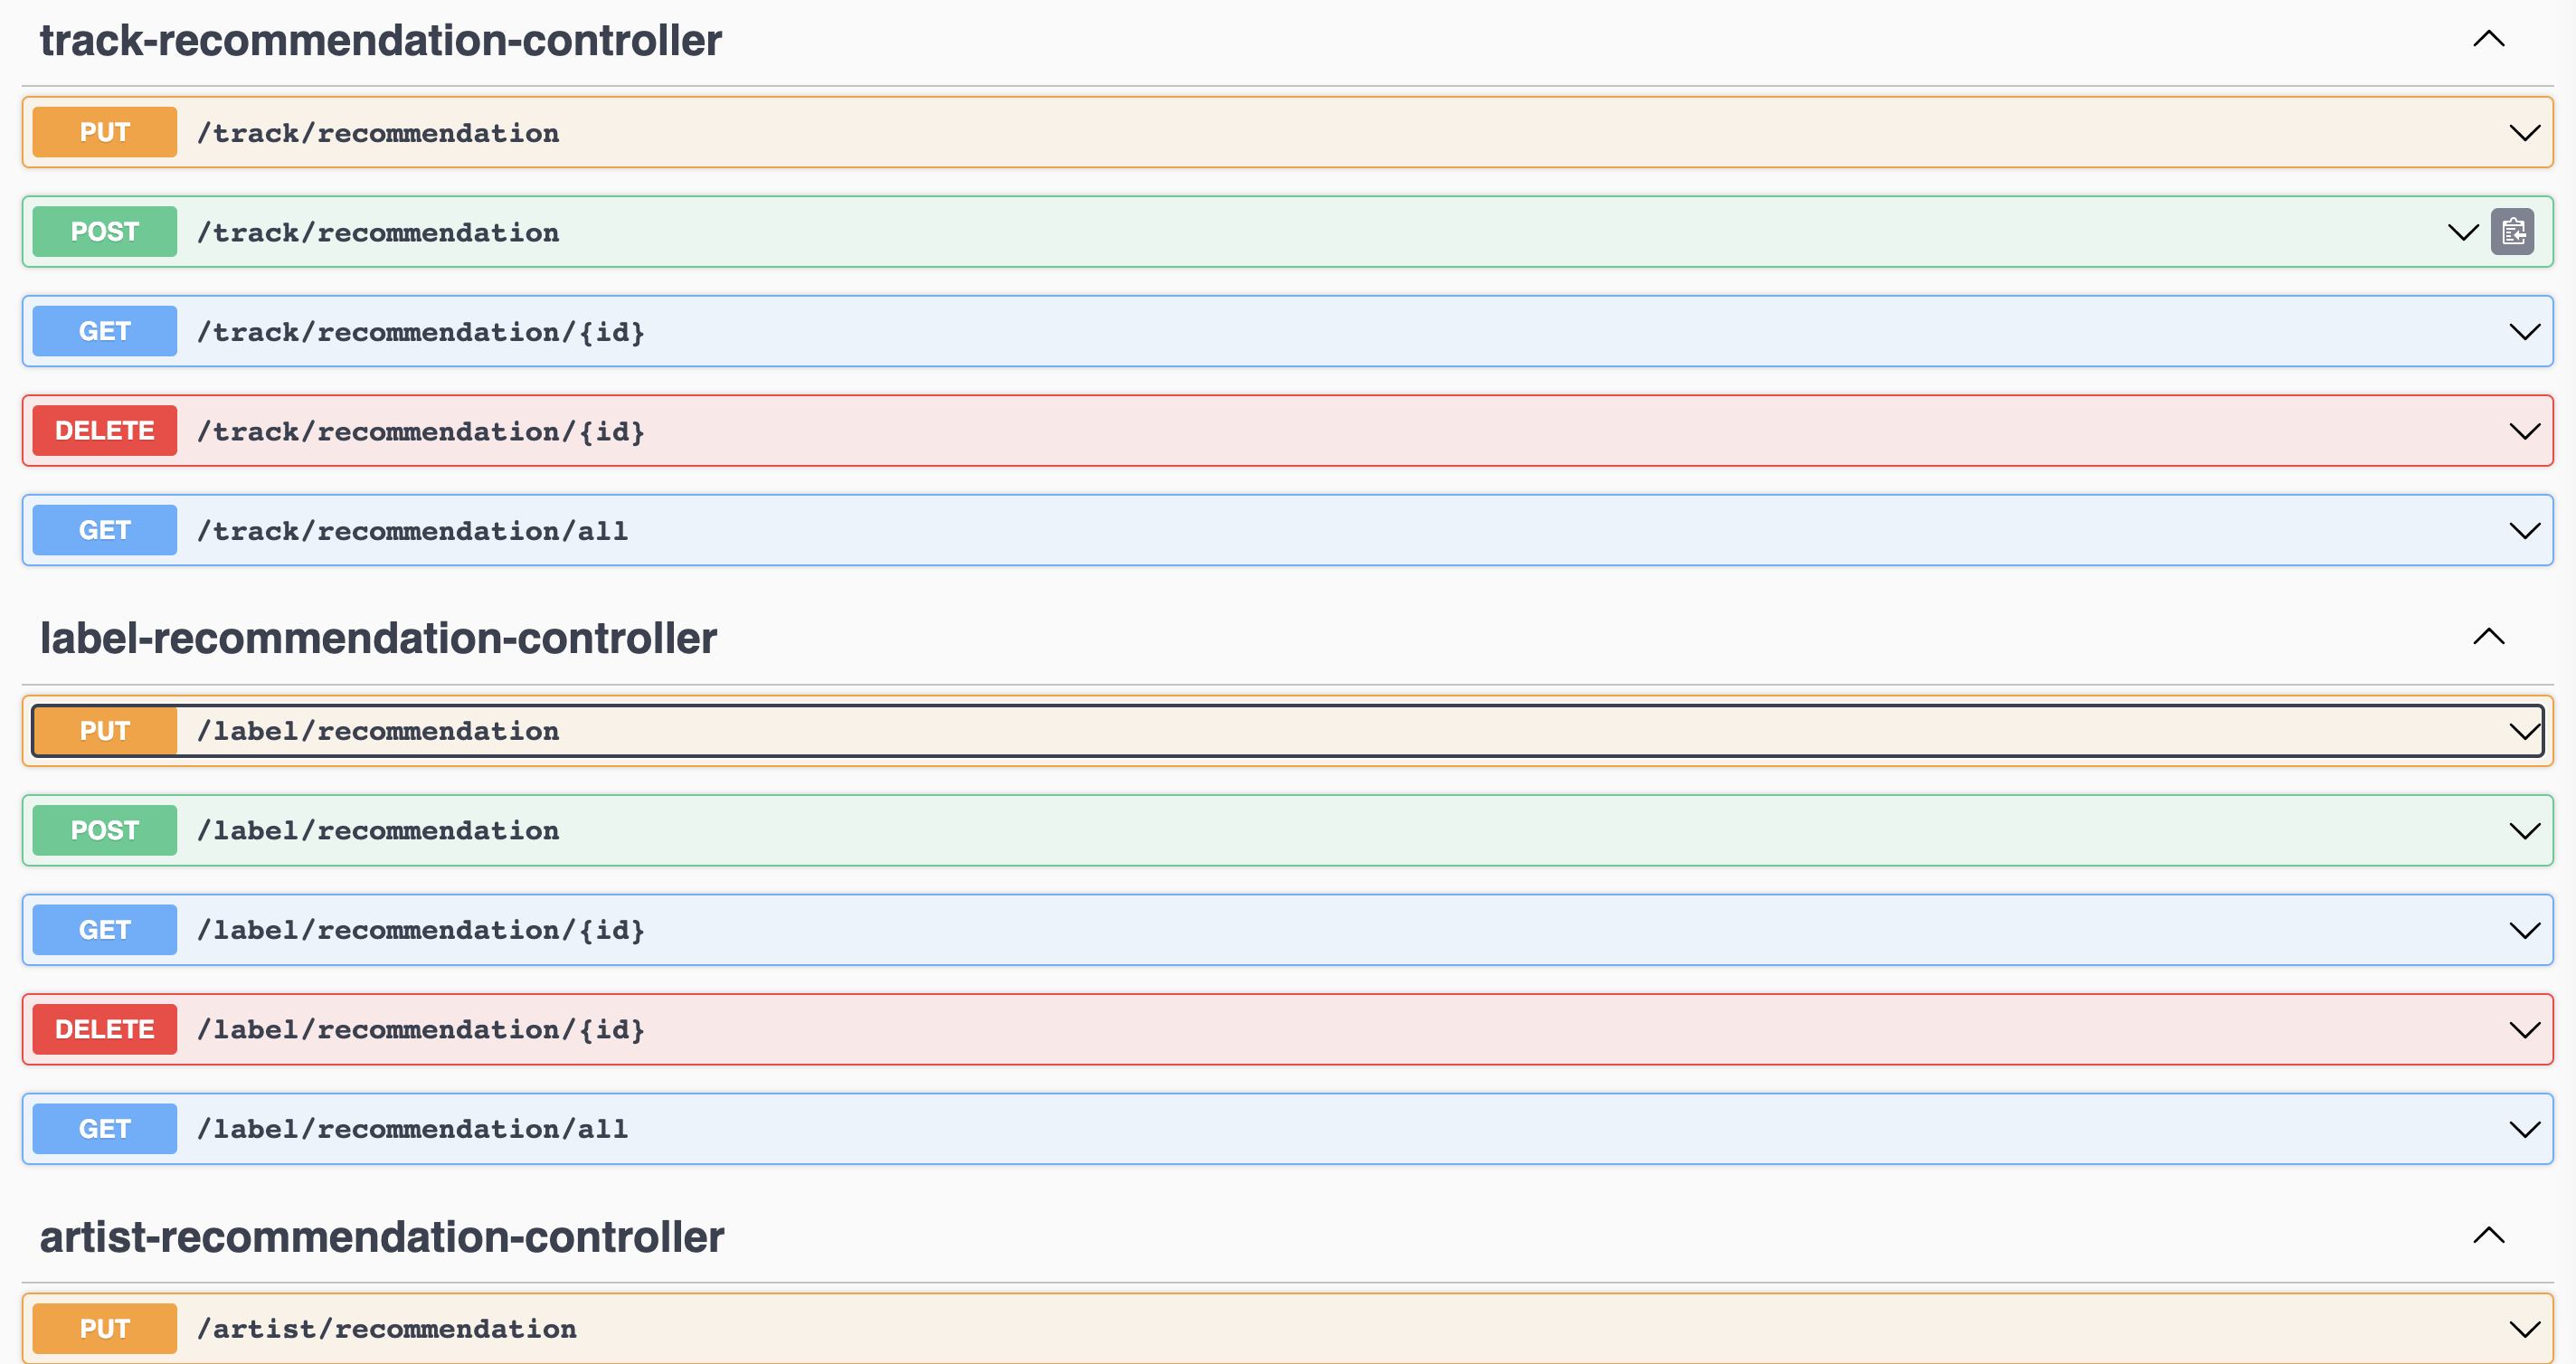 track-recommendation-controller
PUT /track/recommendation
POST /track/recommendation
GET /track/recommendation/{id}
DELETE /track/recommendation/{id}
GET /track/recommendation/all
label-recommendation-controller
PUT /label/recommendation
POST /label/recommendation
GET /label/recommendation/{id}
DELETE /label/recommendation/{id}
GET /label/recommendation/all
artist-recommendation-controller
PUT /artist/recommendation